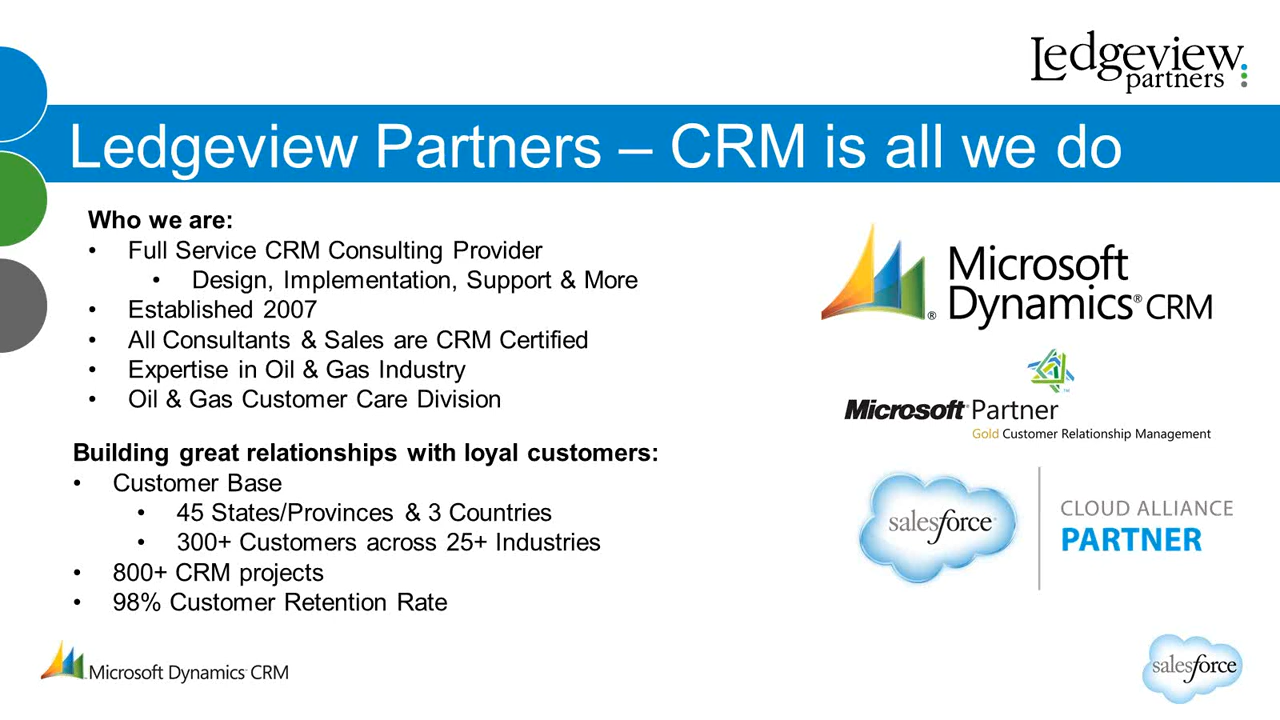 Ledgeview
partners
Ledgeview Partners – CRM is all we do
Who we are:
• Full Service CRM Consulting Provider
• Design, Implementation, Support & More
• Established 2007
• All Consultants & Sales are CRM Certified
• Expertise in Oil & Gas Industry
• Oil & Gas Customer Care Division
Building great relationships with loyal customers:
• Customer Base
• 45 States/Provinces & 3 Countries
• 300+ Customers across 25+ Industries
• 800+ CRM projects
• 98% Customer Retention Rate
Microsoft
® Dynamics® CRM
TM
Microsoft® Partner
Gold Customer Relationship Management
salesforce
CLOUD ALLIANCE
PARTNER
Microsoft Dynamics CRM
salesforce